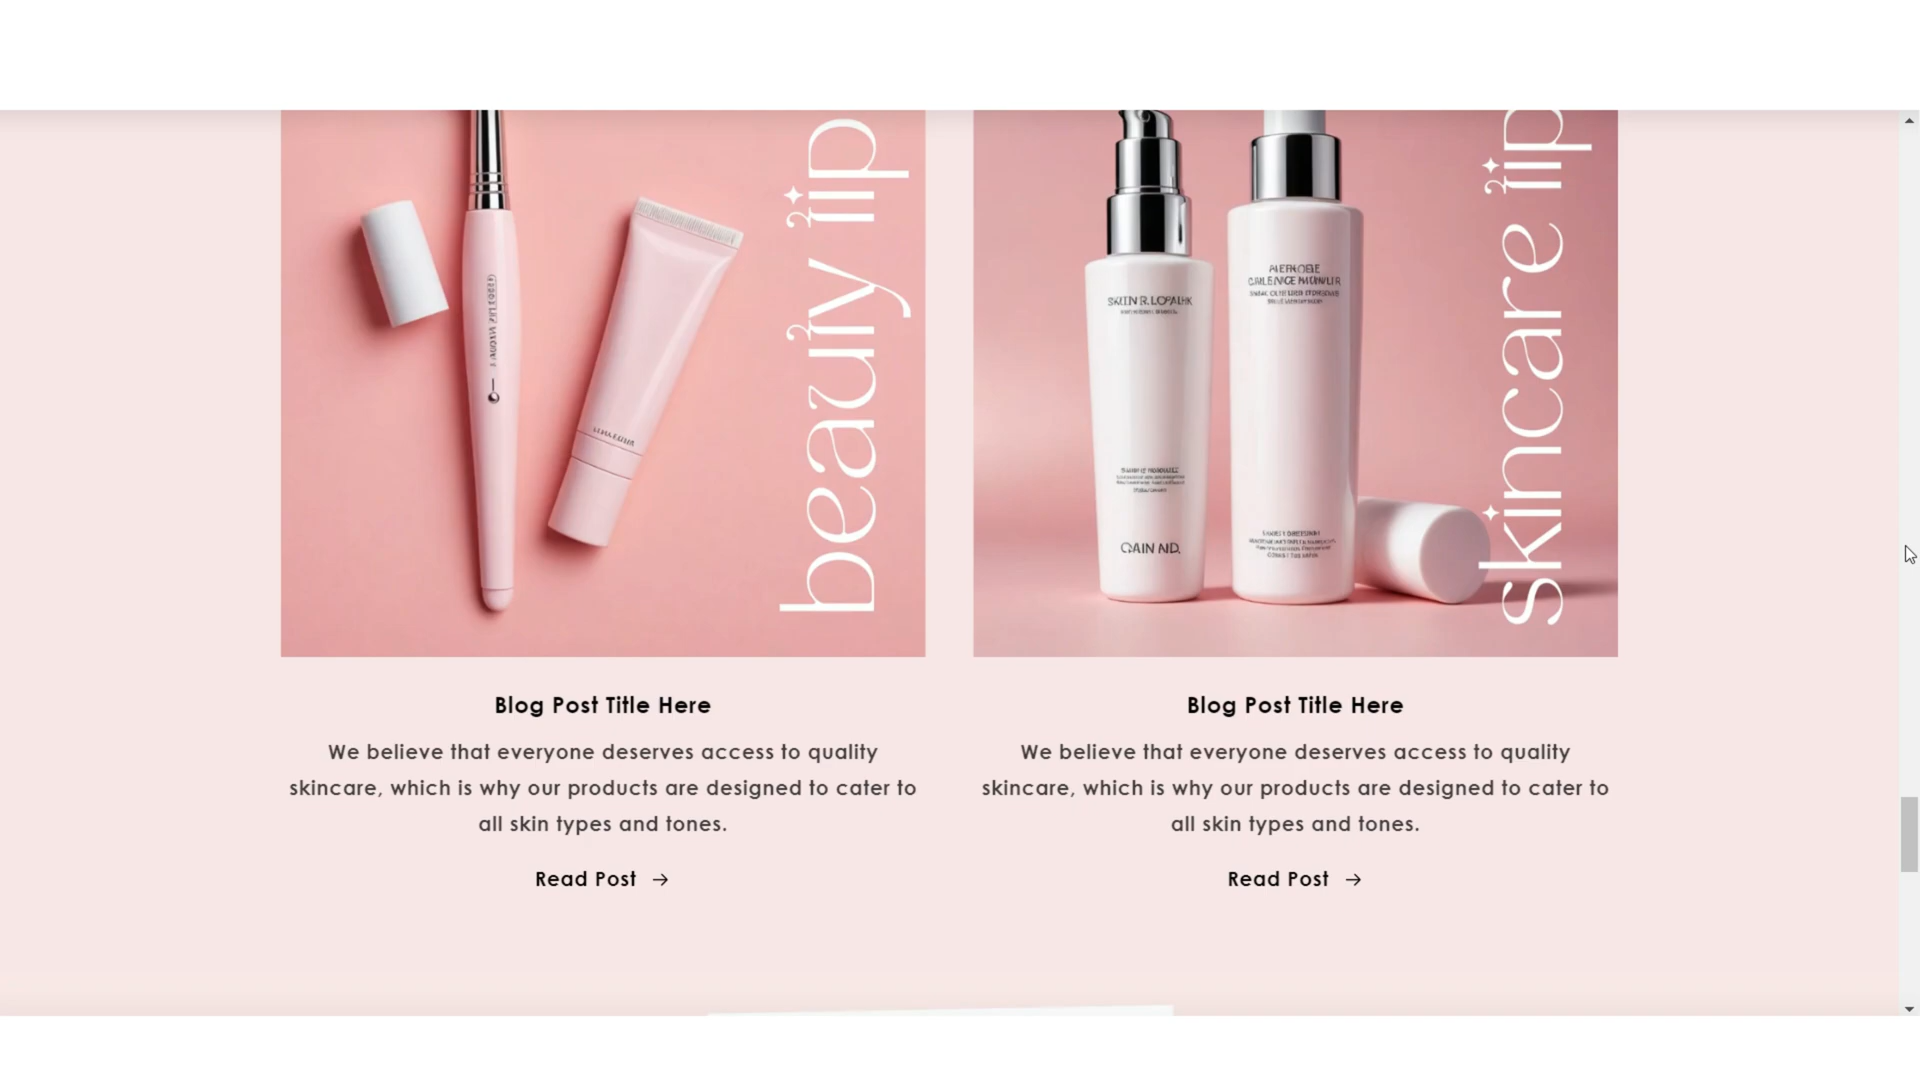 beauty tip
skincare tip
QAIN ND.
Blog Post Title Here
We believe that everyone deserves access to quality
skincare, which is why our products are designed to cater to
all skin types and tones.
Read Post →
Blog Post Title Here
We believe that everyone deserves access to quality
skincare, which is why our products are designed to cater to
all skin types and tones.
Read Post →